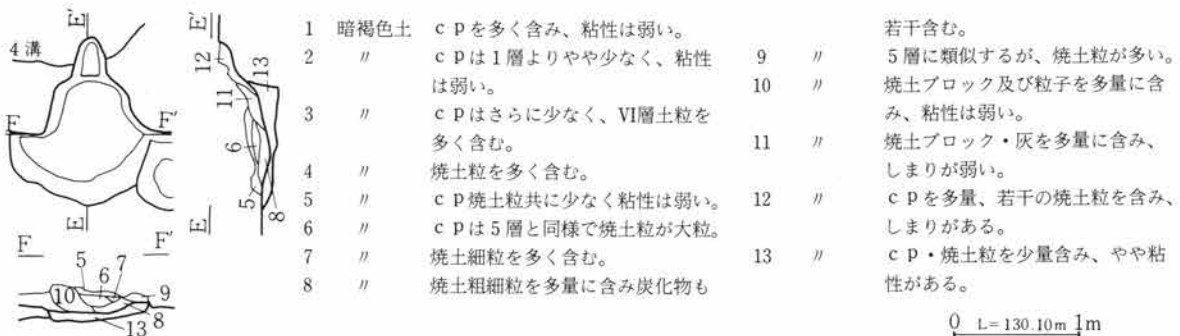 E′
4溝
F
F′
E
F
F′
5
6
7
10
9
8
13
E′
12
13
11
6
5
8
E
1 暗褐色土 cpを多く含み、粘性は弱い。
2 〃 cpは1層よりやや少なく、粘性
は弱い。
3 〃 cpはさらに少なく、Ⅵ層土粒を
多く含む。
4 〃 焼土粒を多く含む。
5 〃 cp焼土粒共に少なく粘性は弱い。
6 〃 cpは5層と同様で焼土粒が大粒。
7 〃 焼土細粒を多く含む。
8 〃 焼土粗細粒を多量に含み炭化物も
若干含む。
9 〃 5層に類似するが、焼土粒が多い。
10 〃 焼土ブロック及び粒子を多量に含
み、粘性は弱い。
11 〃 焼土ブロック・灰を多量に含み、
しまりが弱い。
12 〃 cpを多量、若干の焼土粒を含み、
しまりがある。
13 〃 cp・焼土粒を少量含み、やや粘
性がある。
0 L=130.10m 1m